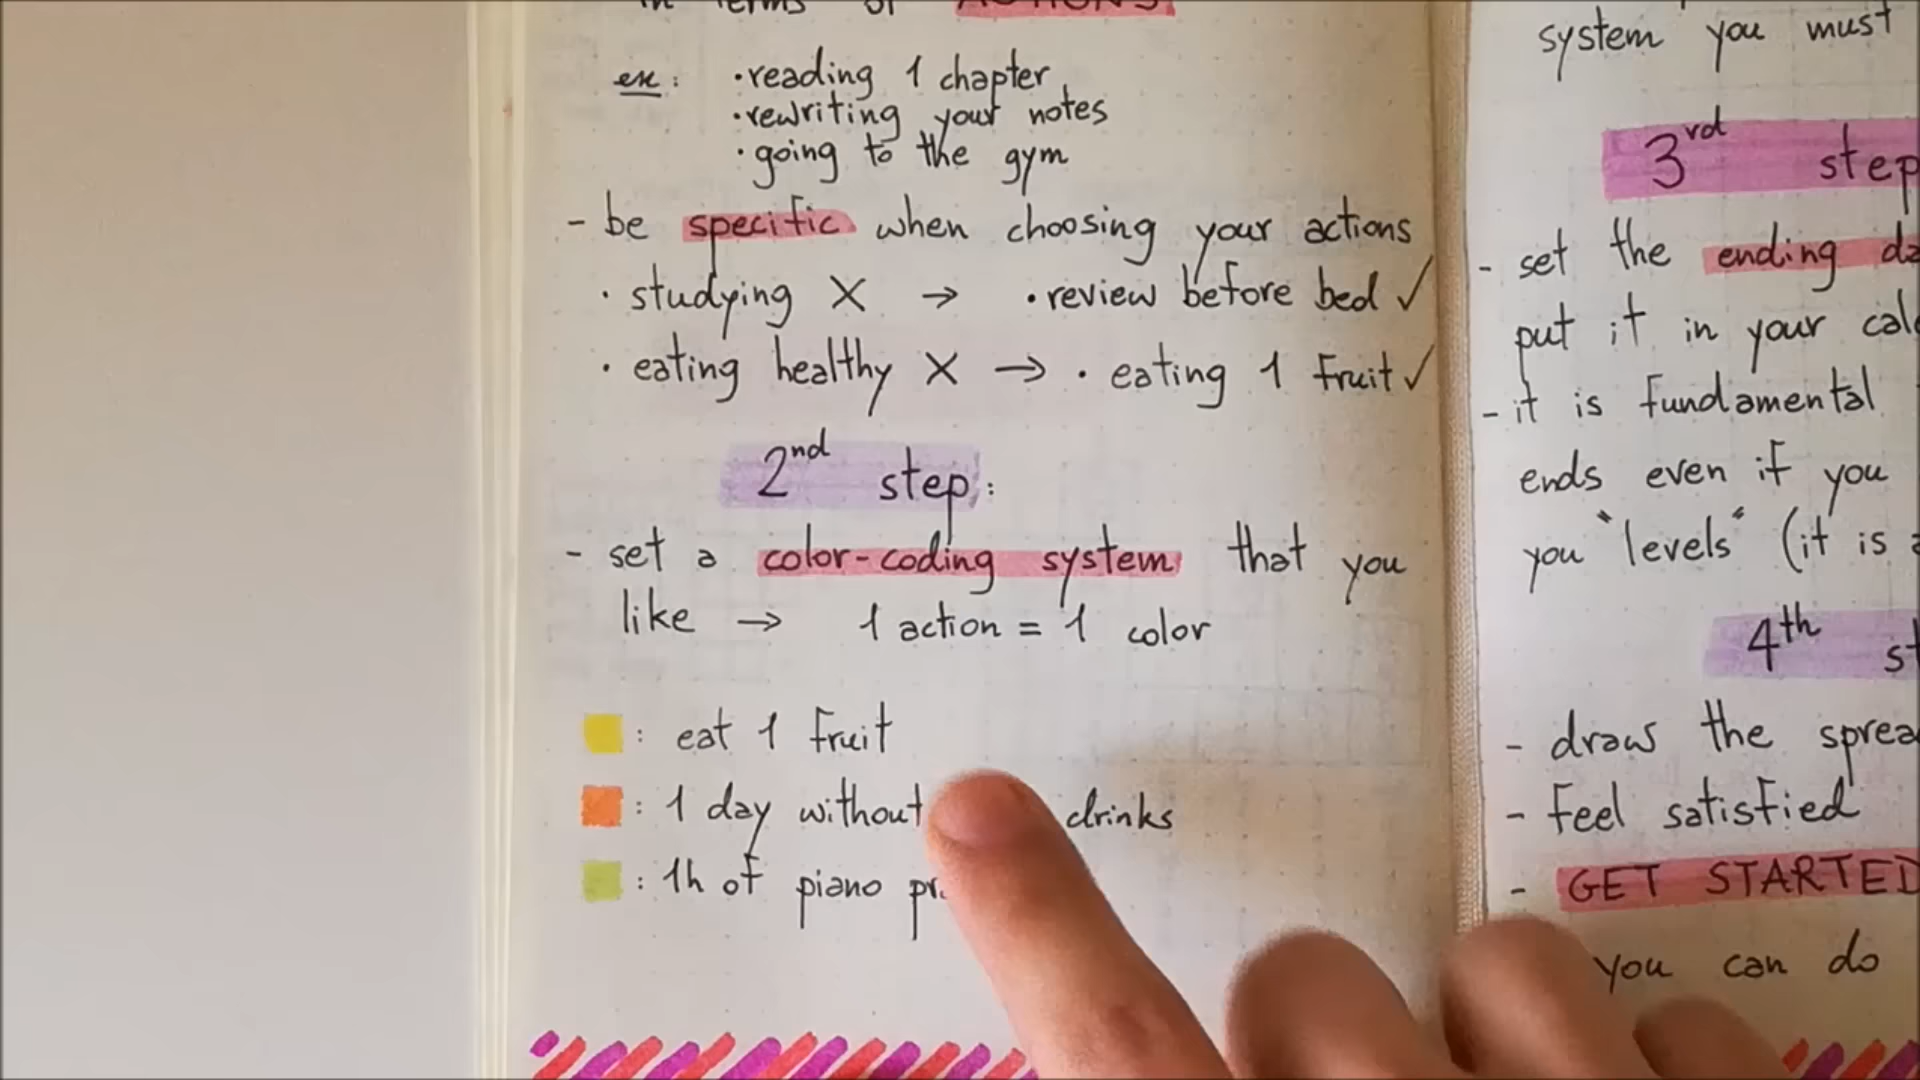 in terms of ACTIONS
ex: ·reading 1 chapter
·rewriting your notes
·going to the gym
- be specific when choosing your actions
· studying X → · review before bed ✓
· eating healthy X → · eating 1 fruit ✓
2nd step:
- set a color-coding system that you
like → 1 action = 1 color
: eat 1 fruit
: 1 day without drinks
: 1h of piano
system you must
3rd step
- set the ending
put it in your
- it is fundamental
ends even if you
you "levels" (it is
4th
- draw the
- feel satisfied
- GET STARTED
you can do